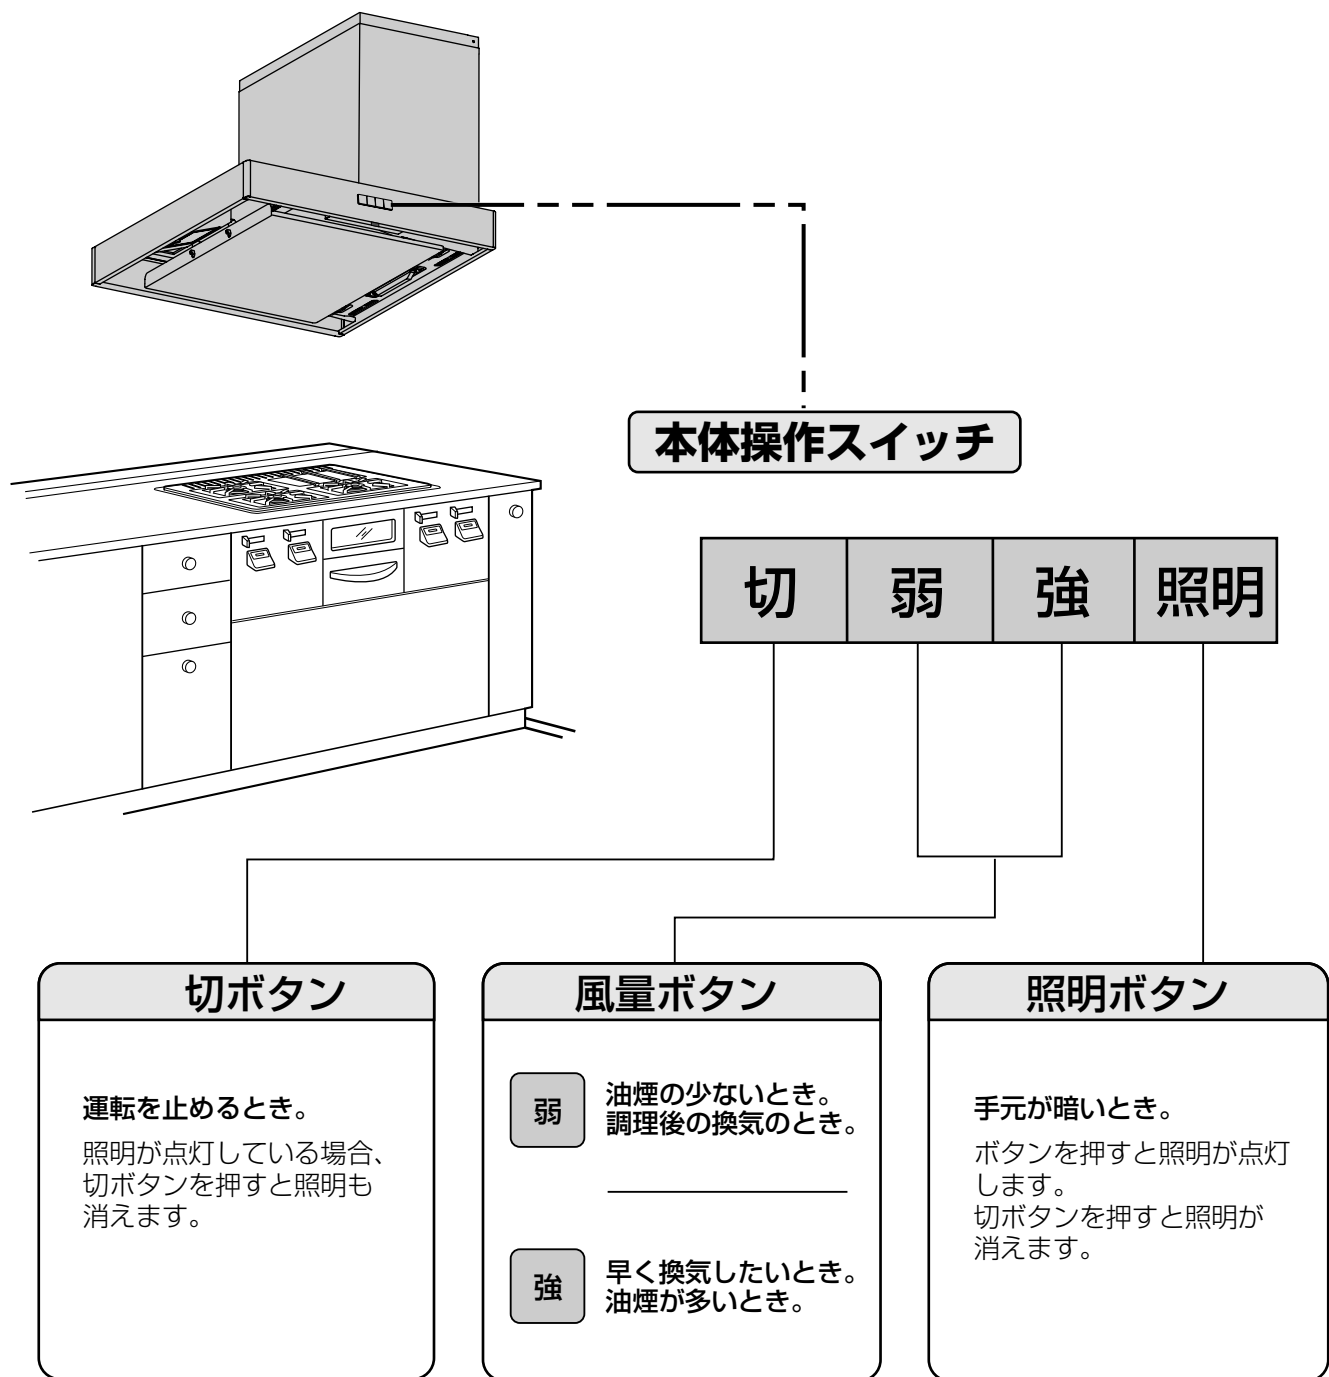 本体操作スイッチ
切 弱 強 照明
切ボタン
運転を止めるとき。
照明が点灯している場合、
切ボタンを押すと照明も
消えます。
風量ボタン
弱
油煙の少ないとき。
調理後の換気のとき。
強
早く換気したいとき。
油煙が多いとき。
照明ボタン
手元が暗いとき。
ボタンを押すと照明が点灯
します。
切ボタンを押すと照明が
消えます。